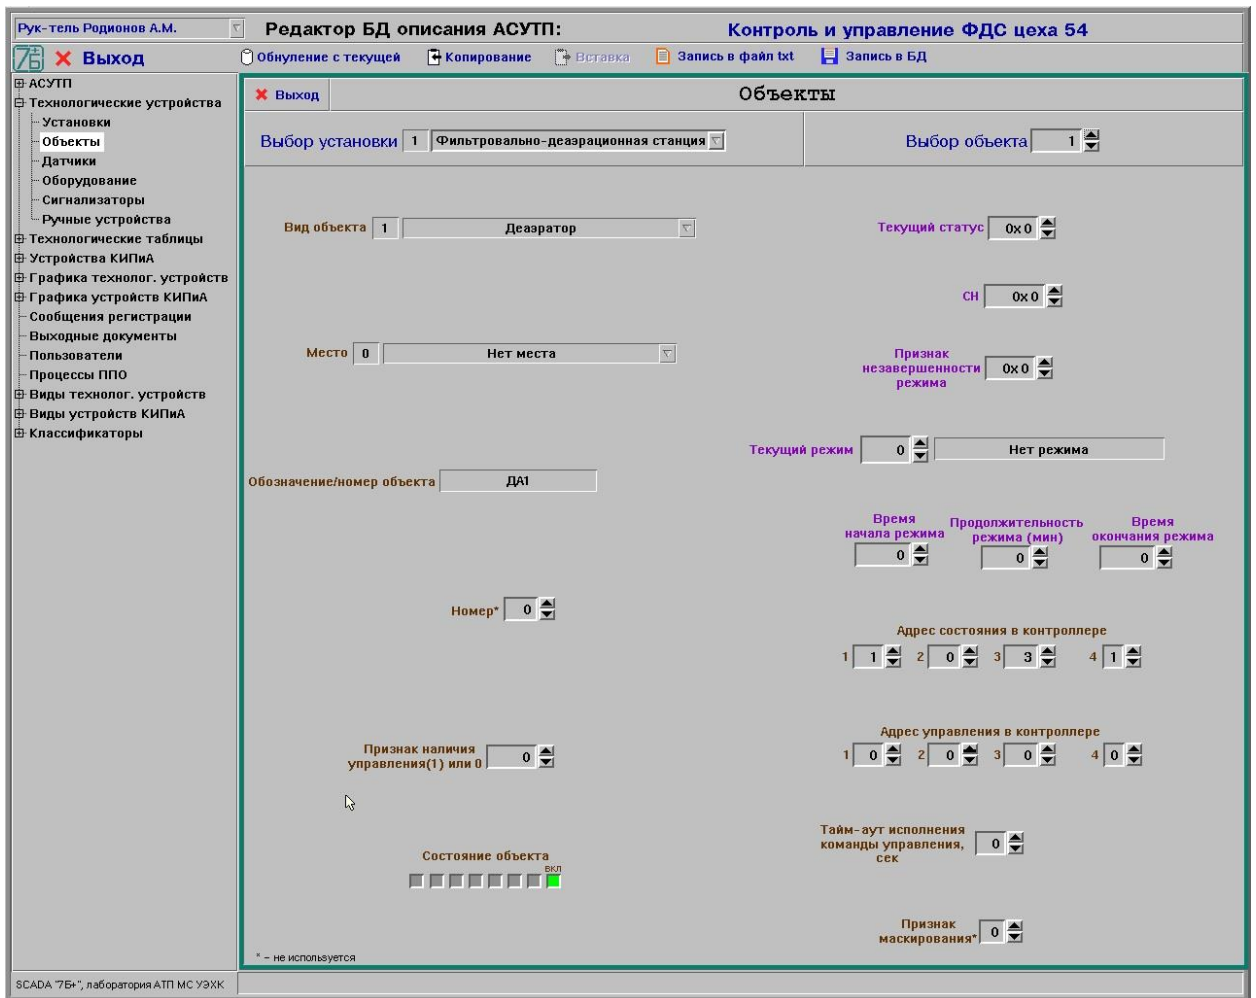 Рук-тель Родионов А.М.
Редактор БД описания АСУТП:
Контроль и управление ФДС цеха 54
7Б
Выход
Обнуление с текущей
Копирование
Вставка
Запись в файл txt
Запись в БД
АСУТП
Технологические устройства
Установки
Объекты
Датчики
Оборудование
Сигнализаторы
Ручные устройства
Технологические таблицы
Устройства КИПиА
Графика технолог. устройств
Графика устройств КИПиА
Сообщения регистрации
Выходные документы
Пользователи
Процессы ППО
Виды технолог. устройств
Виды устройств КИПиА
Классификаторы
Выход
Объекты
Выбор установки 1 Фильтровально-деаэрационная станция
Выбор объекта 1
Вид объекта 1 Деаэратор
Текущий статус 0x 0
СН 0x 0
Место 0 Нет места
Признак
незавершенности 0x 0
режима
Текущий режим 0 Нет режима
Обозначение/номер объекта ДА1
Время
начала режима
0
Продолжительность
режима (мин)
0
Время
окончания режима
0
Номер* 0
Адрес состояния в контроллере
1 1 2 0 3 3 4 1
Признак наличия
управления(1) или 0 0
Адрес управления в контроллере
1 0 2 0 3 0 4 0
Тайм-аут исполнения
команды управления, 0
сек
Состояние объекта
вкл
Признак
маскирования* 0
* - не используется
SCADA "7Б+", лаборатория АТП МС УЭХК